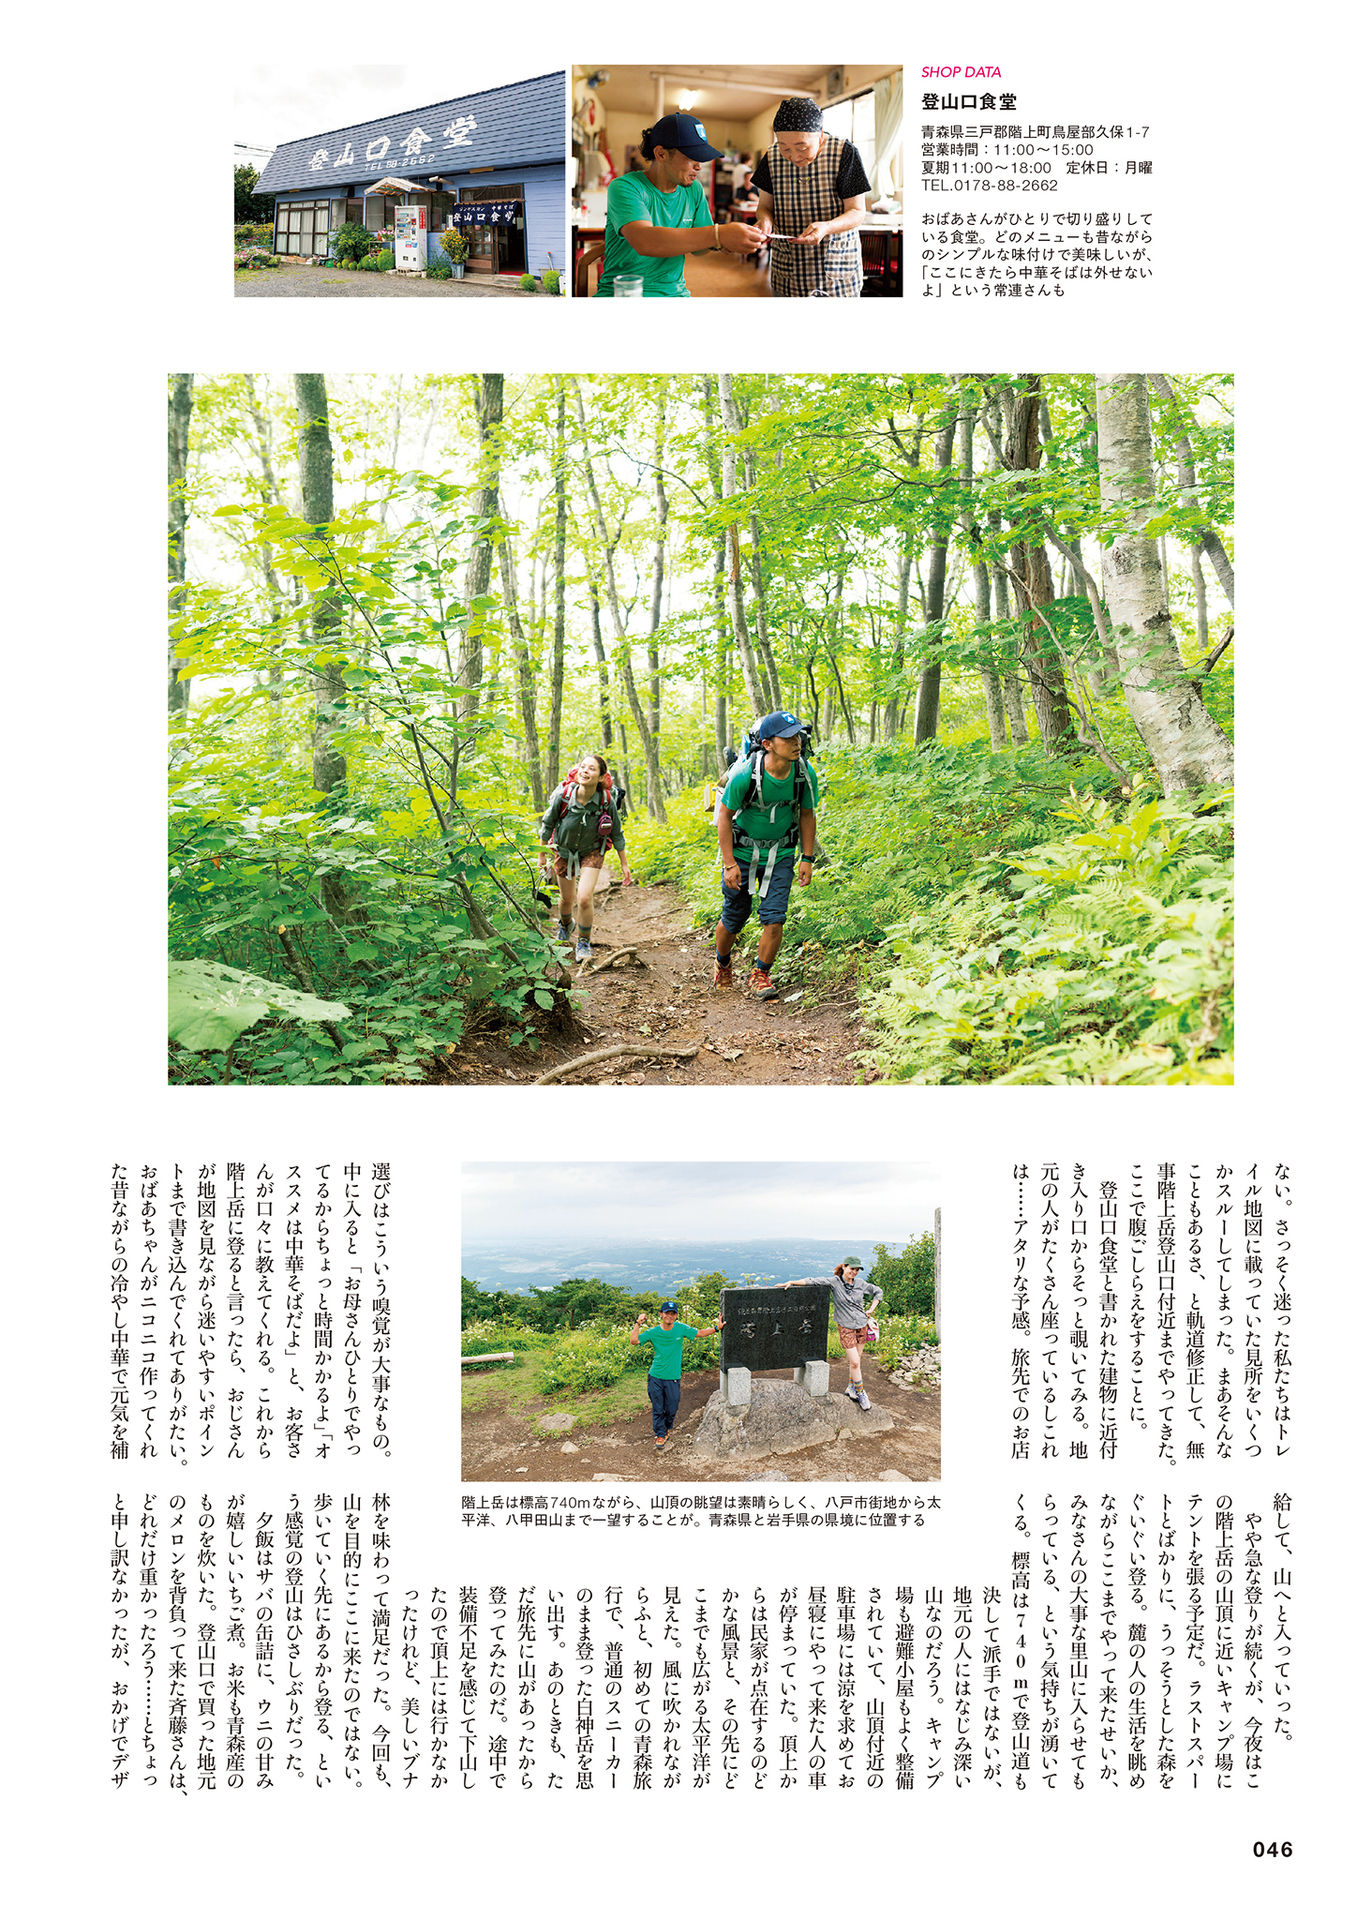 登山口食堂
TEL 88-2662
登山口食堂
SHOP DATA
登山口食堂
青森県三戸郡階上町鳥屋部久保1-7
営業時間：11:00〜15:00
夏期11:00〜18:00　定休日：月曜
TEL.0178-88-2662
おばあさんがひとりで切り盛りして
いる食堂。どのメニューも昔ながら
のシンプルな味付けで美味しいが、
「ここにきたら中華そばは外せない
よ」という常連さんも
ない。さっそく迷った私たちはトレ
イル地図に載っていた見所をいくつ
かスルーしてしまった。まあそんな
こともあるさ、と軌道修正して、無
事階上岳登山口付近までやってきた。
ここで腹ごしらえをすることに。
　登山口食堂と書かれた建物に近付
き入り口からそっと覗いてみる。地
元の人がたくさん座っているしこれ
は……アタリな予感。旅先でのお店
選びはこういう嗅覚が大事なもの。
中に入ると「お母さんひとりでやっ
てるからちょっと時間かかるよ」「オ
ススメは中華そばだよ」と、お客さ
んが口々に教えてくれる。これから
階上岳に登ると言ったら、おじさん
が地図を見ながら迷いやすいポイン
トまで書き込んでくれてありがたい。
おばあちゃんがニコニコ作ってくれ
た昔ながらの冷やし中華で元気を補
階上岳
階上岳は標高740mながら、山頂の眺望は素晴らしく、八戸市街地から太
平洋、八甲田山まで一望することが。青森県と岩手県の県境に位置する
給して、山へと入っていった。
　やや急な登りが続くが、今夜はこ
の階上岳の山頂に近いキャンプ場に
テントを張る予定だ。ラストスパー
トとばかりに、うっそうとした森を
ぐいぐい登る。麓の人の生活を眺め
ながらここまでやって来たせいか、
みなさんの大事な里山に入らせても
らっている、という気持ちが湧いて
くる。標高は740mで登山道も
決して派手ではないが、
地元の人にはなじみ深い
山なのだろう。キャンプ
場も避難小屋もよく整備
されていて、山頂付近の
駐車場には涼を求めてお
昼寝にやって来た人の車
が停まっていた。頂上か
らは民家が点在するのど
かな風景と、その先にど
こまでも広がる太平洋が
見えた。風に吹かれなが
らふと、初めての青森旅
行で、普通のスニーカー
のまま登った白神岳を思
い出す。あのときも、た
だ旅先に山があったから
登ってみたのだ。途中で
装備不足を感じて下山し
たので頂上には行かなか
ったけれど、美しいブナ
林を味わって満足だった。今回も、
山を目的にここに来たのではない。
歩いていく先にあるから登る、とい
う感覚の登山はひさしぶりだった。
　夕飯はサバの缶詰に、ウニの甘み
が嬉しいいちご煮。お米も青森産の
ものを炊いた。登山口で買った地元
のメロンを背負って来た斉藤さんは、
どれだけ重かったろう……とちょっ
と申し訳なかったが、おかげでデザ
046